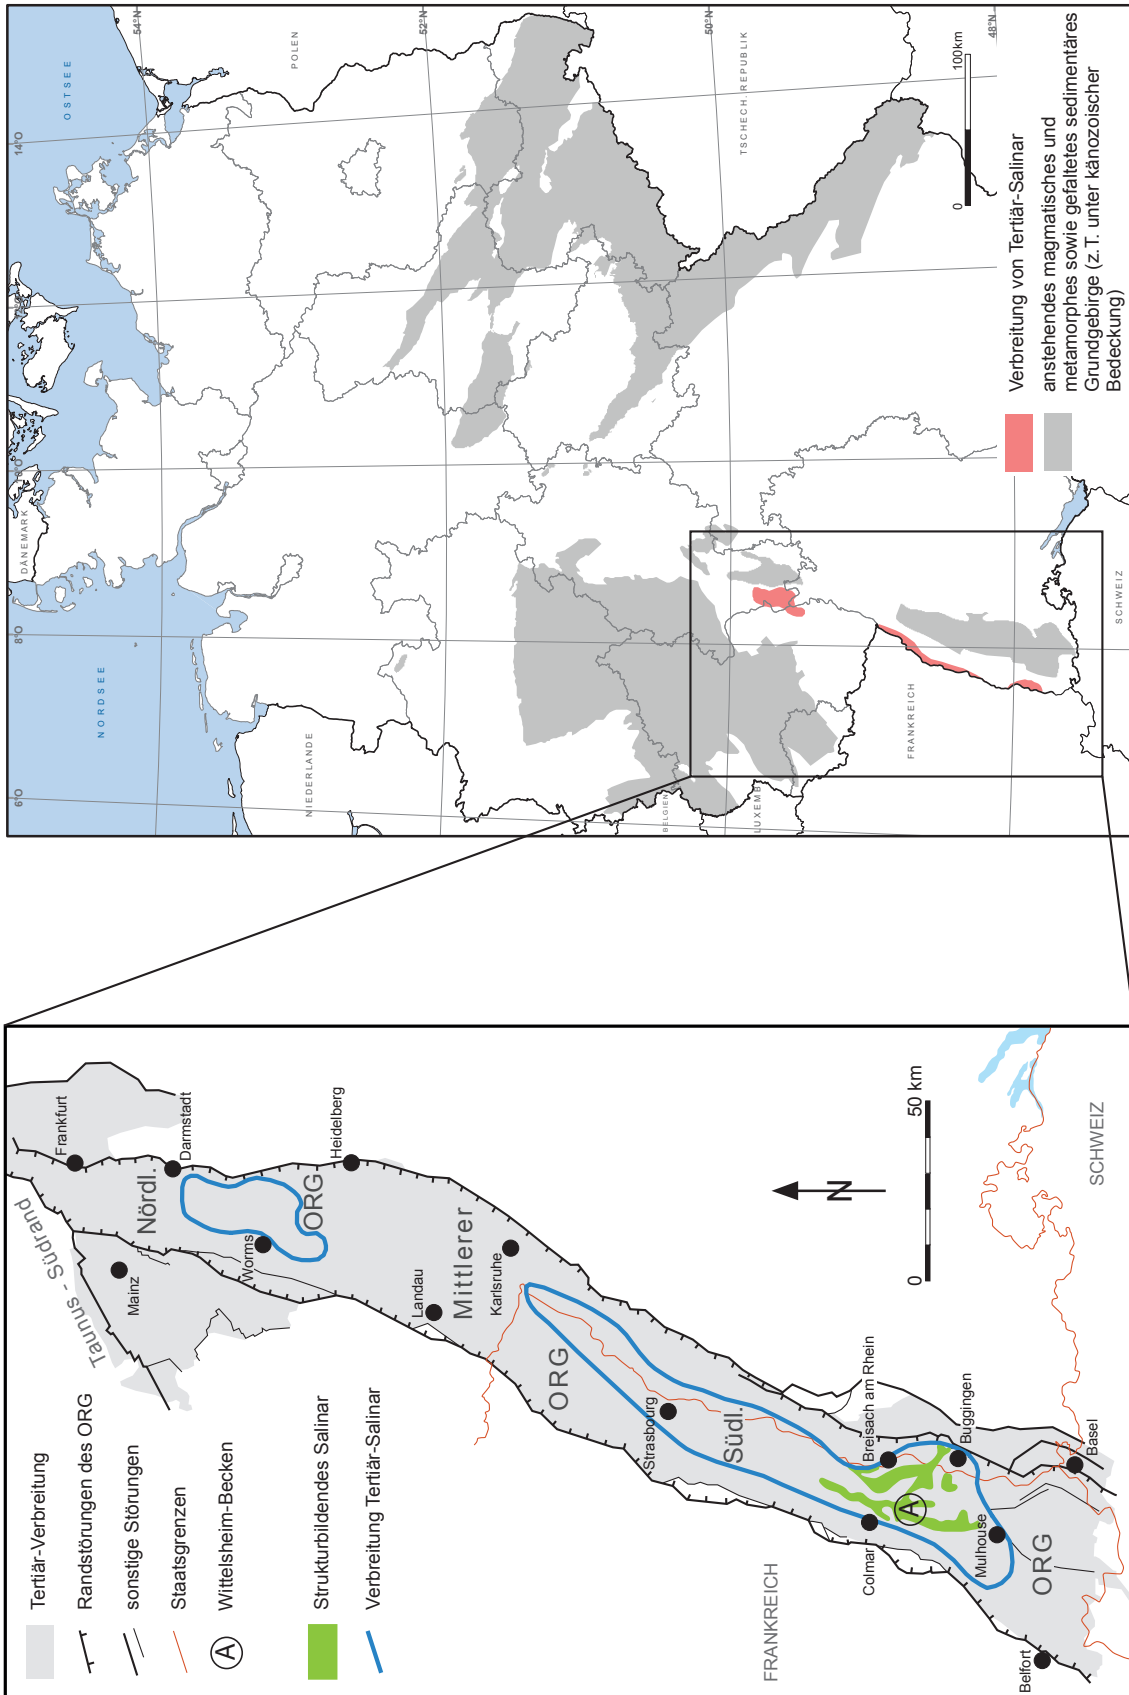 Tertiär-Verbreitung
Randstörungen des ORG
sonstige Störungen
Staatsgrenzen
A
Wittelsheim-Becken
Strukturbildendes Salinar
Verbreitung Tertiär-Salinar
Taunus - Südrand
Frankfurt
Mainz
Nördl.
Darmstadt
Worms
ORG
Heidelberg
Landau
Mittlerer
Karlsruhe
ORG
Strasbourg
Südl.
Breisach am Rhein
Colmar
A
Buggingen
Mulhouse
ORG
Basel
Belfort
FRANKREICH
SCHWEIZ
N
0
50 km
NORDSEE
OSTSEE
DÄNEMARK
POLEN
NIEDERLANDE
BELGIEN
LUXEMB
FRANKREICH
SCHWEIZ
TSCHECH.REPUBLIK
6°O
8°O
14°O
54°N
52°N
50°N
48°N
0
100km
Verbreitung von Tertiär-Salinar
anstehendes magmatisches und
metamorphes sowie gefaltetes sedimentäres
Grundgebirge (z.T. unter känozoischer
Bedeckung)